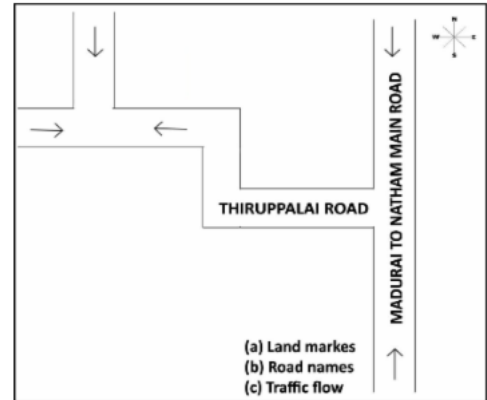 N
W E
S
THIRUPPALAI ROAD
MADURAI TO NATHAM MAIN ROAD
(a) Land markes
(b) Road names
(c) Traffic flow